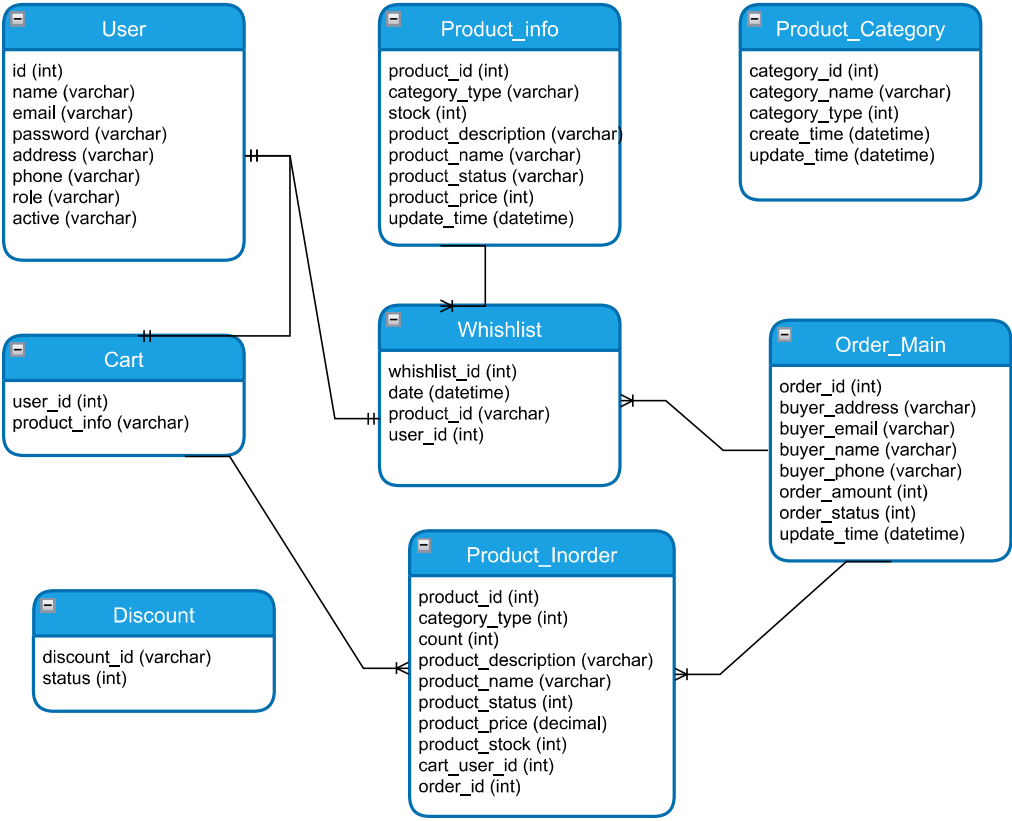 User
id (int)
name (varchar)
email (varchar)
password (varchar)
address (varchar)
phone (varchar)
role (varchar)
active (varchar)
Product_info
product_id (int)
category_type (varchar)
stock (int)
product_description (varchar)
product_name (varchar)
product_status (varchar)
product_price (int)
update_time (datetime)
Product_Category
category_id (int)
category_name (varchar)
category_type (int)
create_time (datetime)
update_time (datetime)
Cart
user_id (int)
product_info (varchar)
Whishlist
whishlist_id (int)
date (datetime)
product_id (varchar)
user_id (int)
Order_Main
order_id (int)
buyer_address (varchar)
buyer_email (varchar)
buyer_name (varchar)
buyer_phone (varchar)
order_amount (int)
order_status (int)
update_time (datetime)
Discount
discount_id (varchar)
status (int)
Product_Inorder
product_id (int)
category_type (int)
count (int)
product_description (varchar)
product_name (varchar)
product_status (int)
product_price (decimal)
product_stock (int)
cart_user_id (int)
order_id (int)